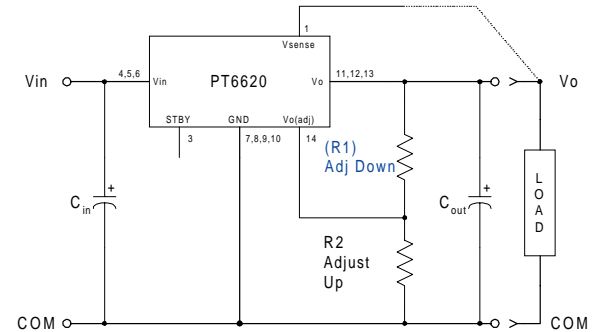 1
Vsense
Vin
4,5,6
Vin
PT6620
Vo
11,12,13
Vo
STBY
GND
Vo(adj)
3
7,8,9,10
14
(R1)
Adj Down
+
C in
+
C out
L
O
A
D
R2
Adjust
Up
COM
COM